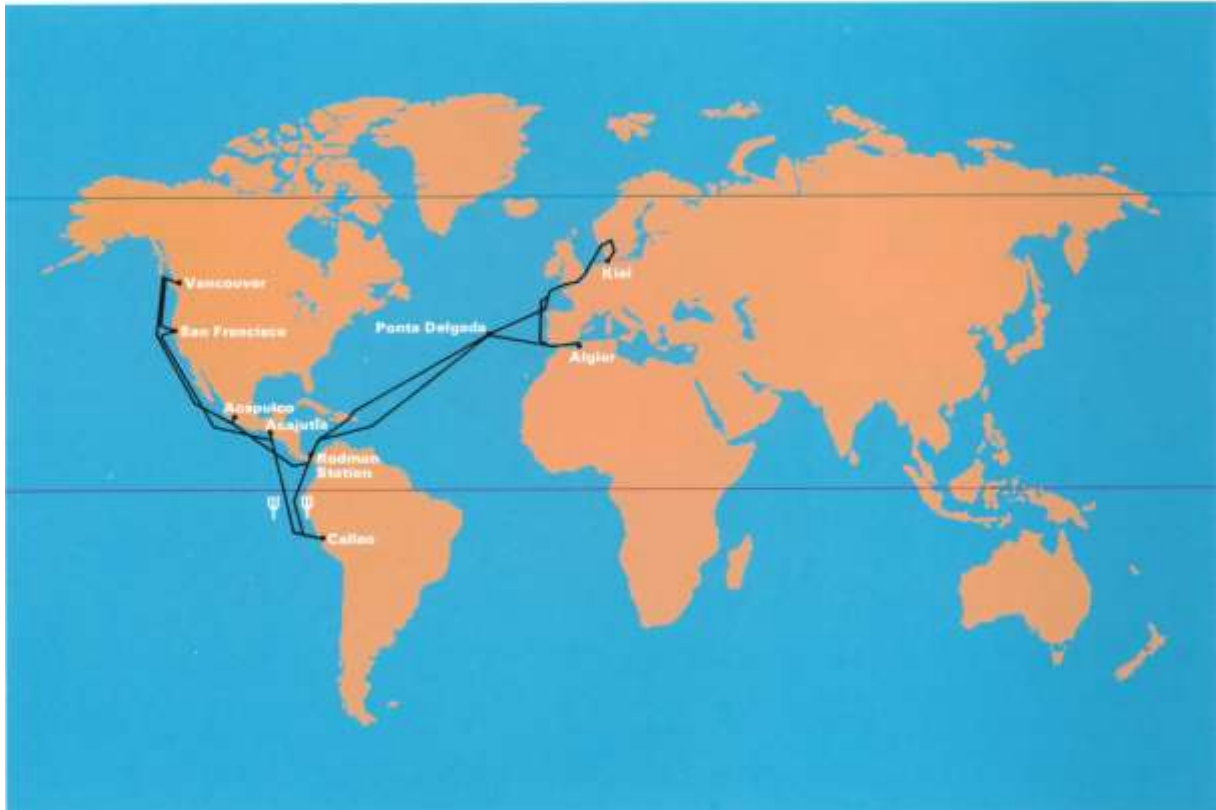 Kiel
Vancouver
San Francisco
Ponta Delgada
Algier
Acapulco
Acajutla
Rodman
Station
Callao